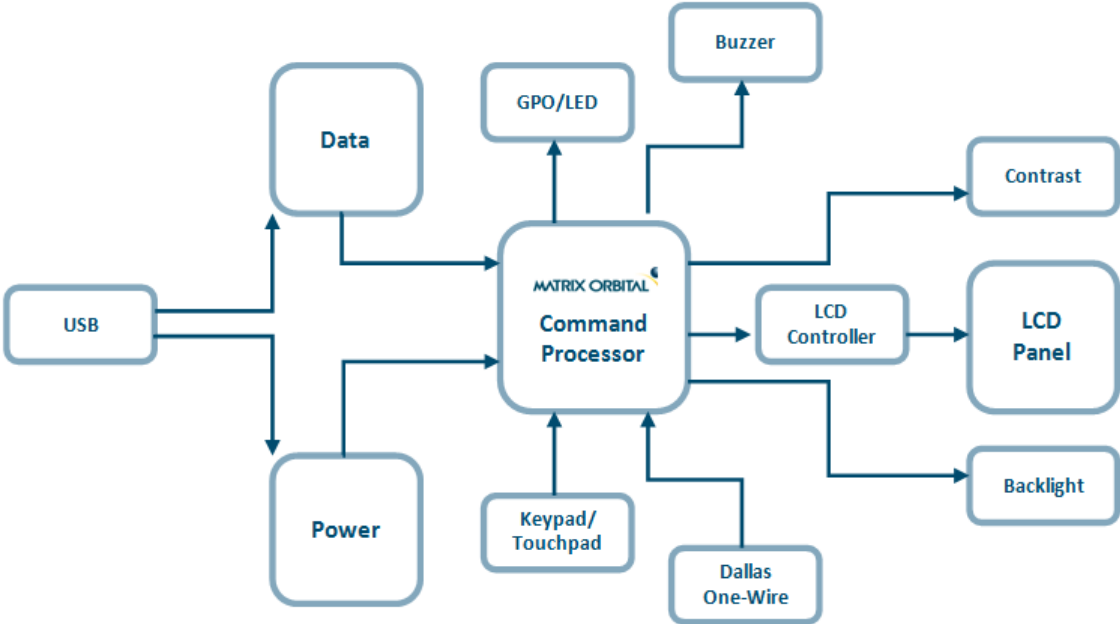 Buzzer
GPO/LED
Data
Contrast
MATRIX ORBITAL
Command
Processor
USB
LCD
Controller
LCD
Panel
Backlight
Power
Keypad/
Touchpad
Dallas
One-Wire